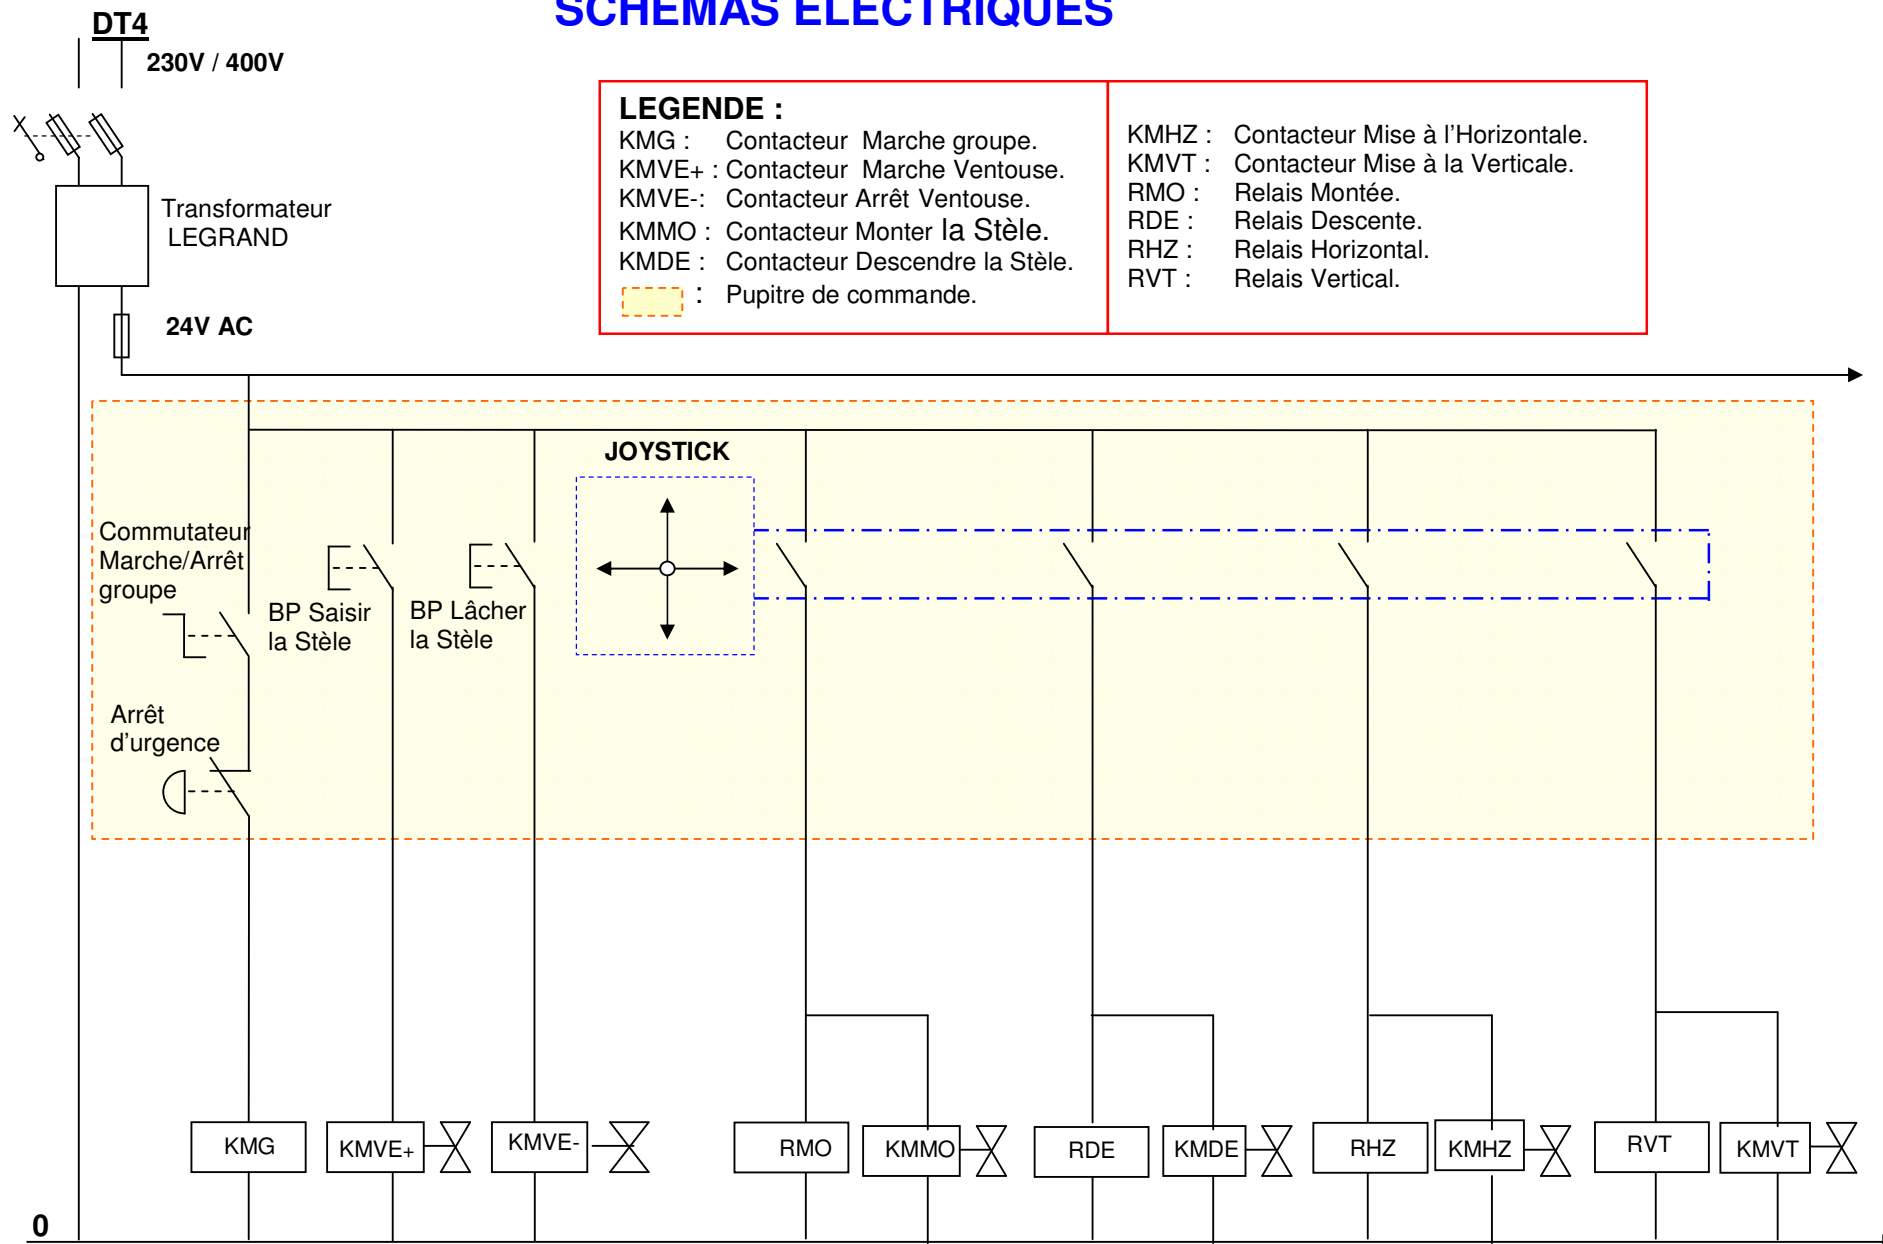 SCHEMAS ELECTRIQUES
DT4
230V / 400V
LEGENDE :
KMG : Contacteur Marche groupe.
KMVE+ : Contacteur Marche Ventouse.
KMVE-: Contacteur Arrêt Ventouse.
KMMO : Contacteur Monter la Stèle.
KMDE : Contacteur Descendre la Stèle.
: Pupitre de commande.
KMHZ : Contacteur Mise à l'Horizontale.
KMVT : Contacteur Mise à la Verticale.
RMO : Relais Montée.
RDE : Relais Descente.
RHZ : Relais Horizontal.
RVT : Relais Vertical.
Transformateur
LEGRAND
24V AC
JOYSTICK
Commutateur
Marche/Arrêt
groupe
BP Saisir
la Stèle
BP Lâcher
la Stèle
Arrêt
d'urgence
KMG
KMVE+
KMVE-
RMO
KMMO
RDE
KMDE
RHZ
KMHZ
RVT
KMVT
0